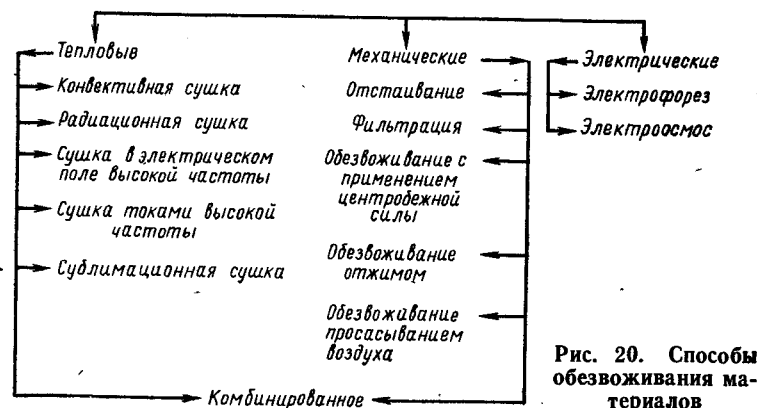 Тепловыв
Конвективная сушка
Радиационная сушка
Сушка в электрическом
поле высокой частоты
Сушка токами высокой
частоты
Сублимационная сушка
Механические
Отстаивание
Фильтрация
Обезвоживание с
применением
центробежной
силы
Обезвоживание
отжимом
Обезвоживание
просасыванием
воздуха
Электрические
Электрофорез
Электроосмос
Комбинированное
Рис. 20. Способы
обезвоживания ма-
териалов